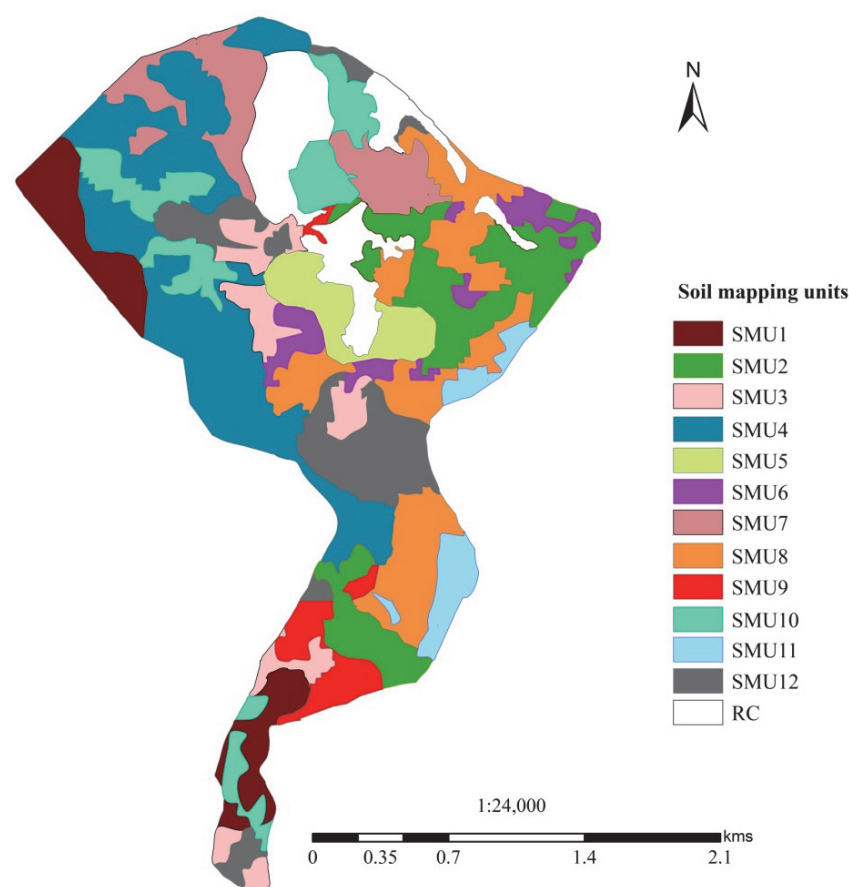 N
Soil mapping units
SMU1
SMU2
SMU3
SMU4
SMU5
SMU6
SMU7
SMU8
SMU9
SMU10
SMU11
SMU12
RC
1:24,000
kms
0 0.35 0.7 1.4 2.1